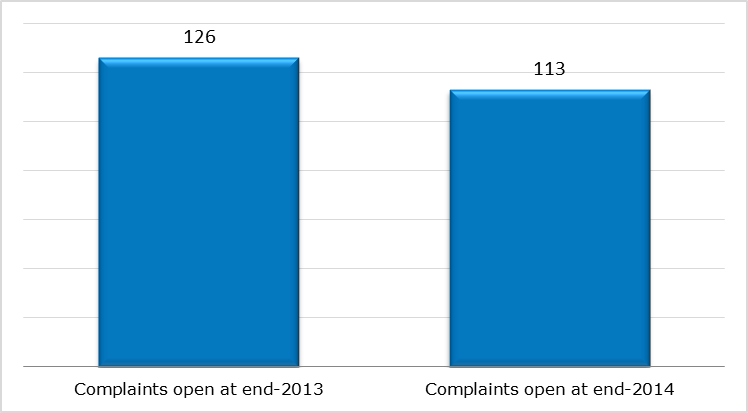 126
113
Complaints open at end-2013
Complaints open at end-2014